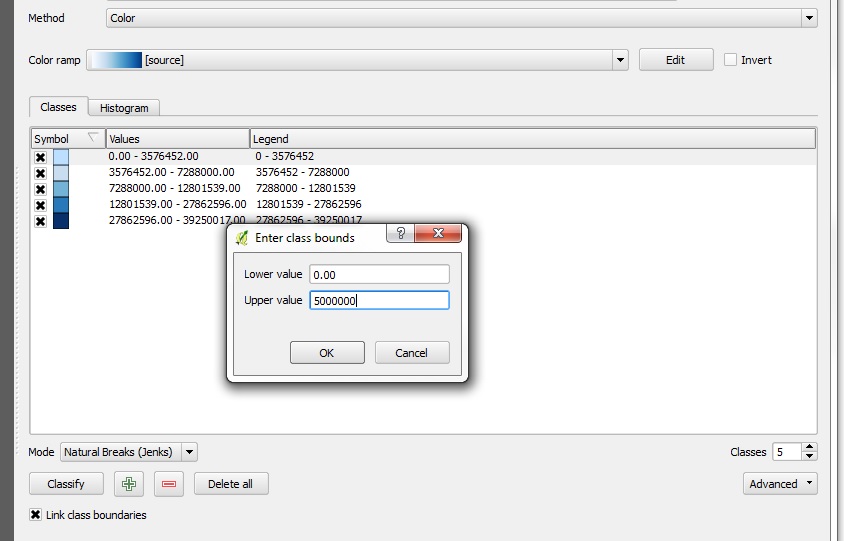 Method Color
Color ramp [source] Edit Invert
Classes Histogram
Symbol Values Legend
0.00 - 3576452.00 0 - 3576452
3576452.00 - 7288000.00 3576452 - 7288000
7288000.00 - 12801539.00 7288000 - 12801539
12801539.00 - 27862596.00 12801539 - 27862596
27862596.00 - 39250017.00 27862596 - 39250017
Enter class bounds ?
Lower value 0.00
Upper value 5000000
OK Cancel
Mode Natural Breaks (Jenks) Classes 5
Classify Delete all Advanced
Link class boundaries